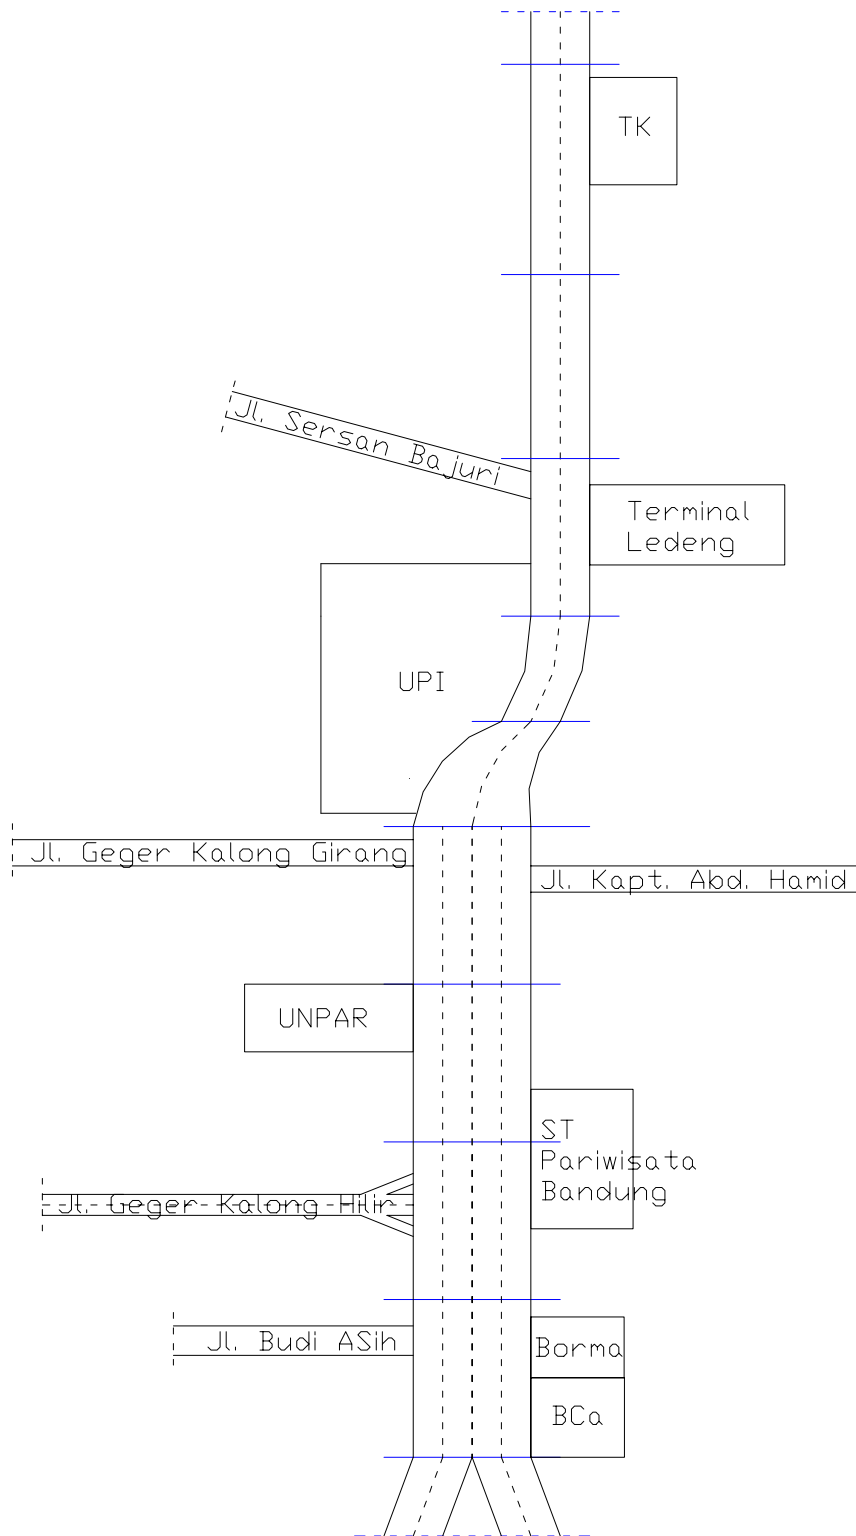 TK
Jl. Sersan Bajuri
Terminal
Ledeng
UPI
Jl. Geger Kalong Girang
Jl. Kapt. Abd. Hamid
UNPAR
ST
Pariwisata
Bandung
Jl. Geger Kalong Hilir
Jl. Budi ASih
Borma
BCa